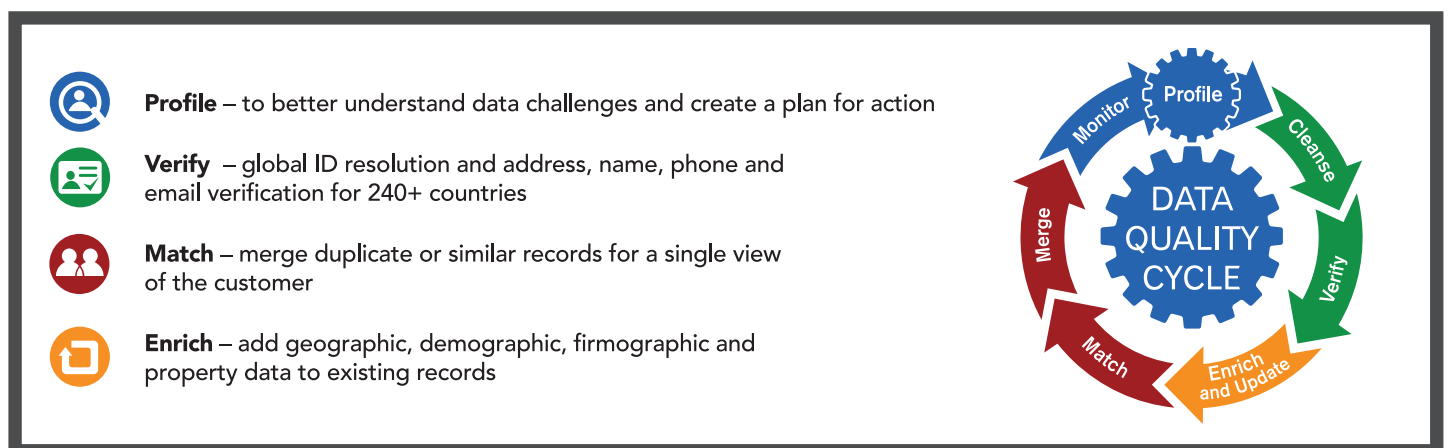 Profile – to better understand data challenges and create a plan for action
Verify – global ID resolution and address, name, phone and
email verification for 240+ countries
Match – merge duplicate or similar records for a single view
of the customer
Enrich – add geographic, demographic, firmographic and
property data to existing records
Profile
Cleanse
Verify
Enrich
and Update
Match
Merge
Monitor
DATA
QUALITY
CYCLE